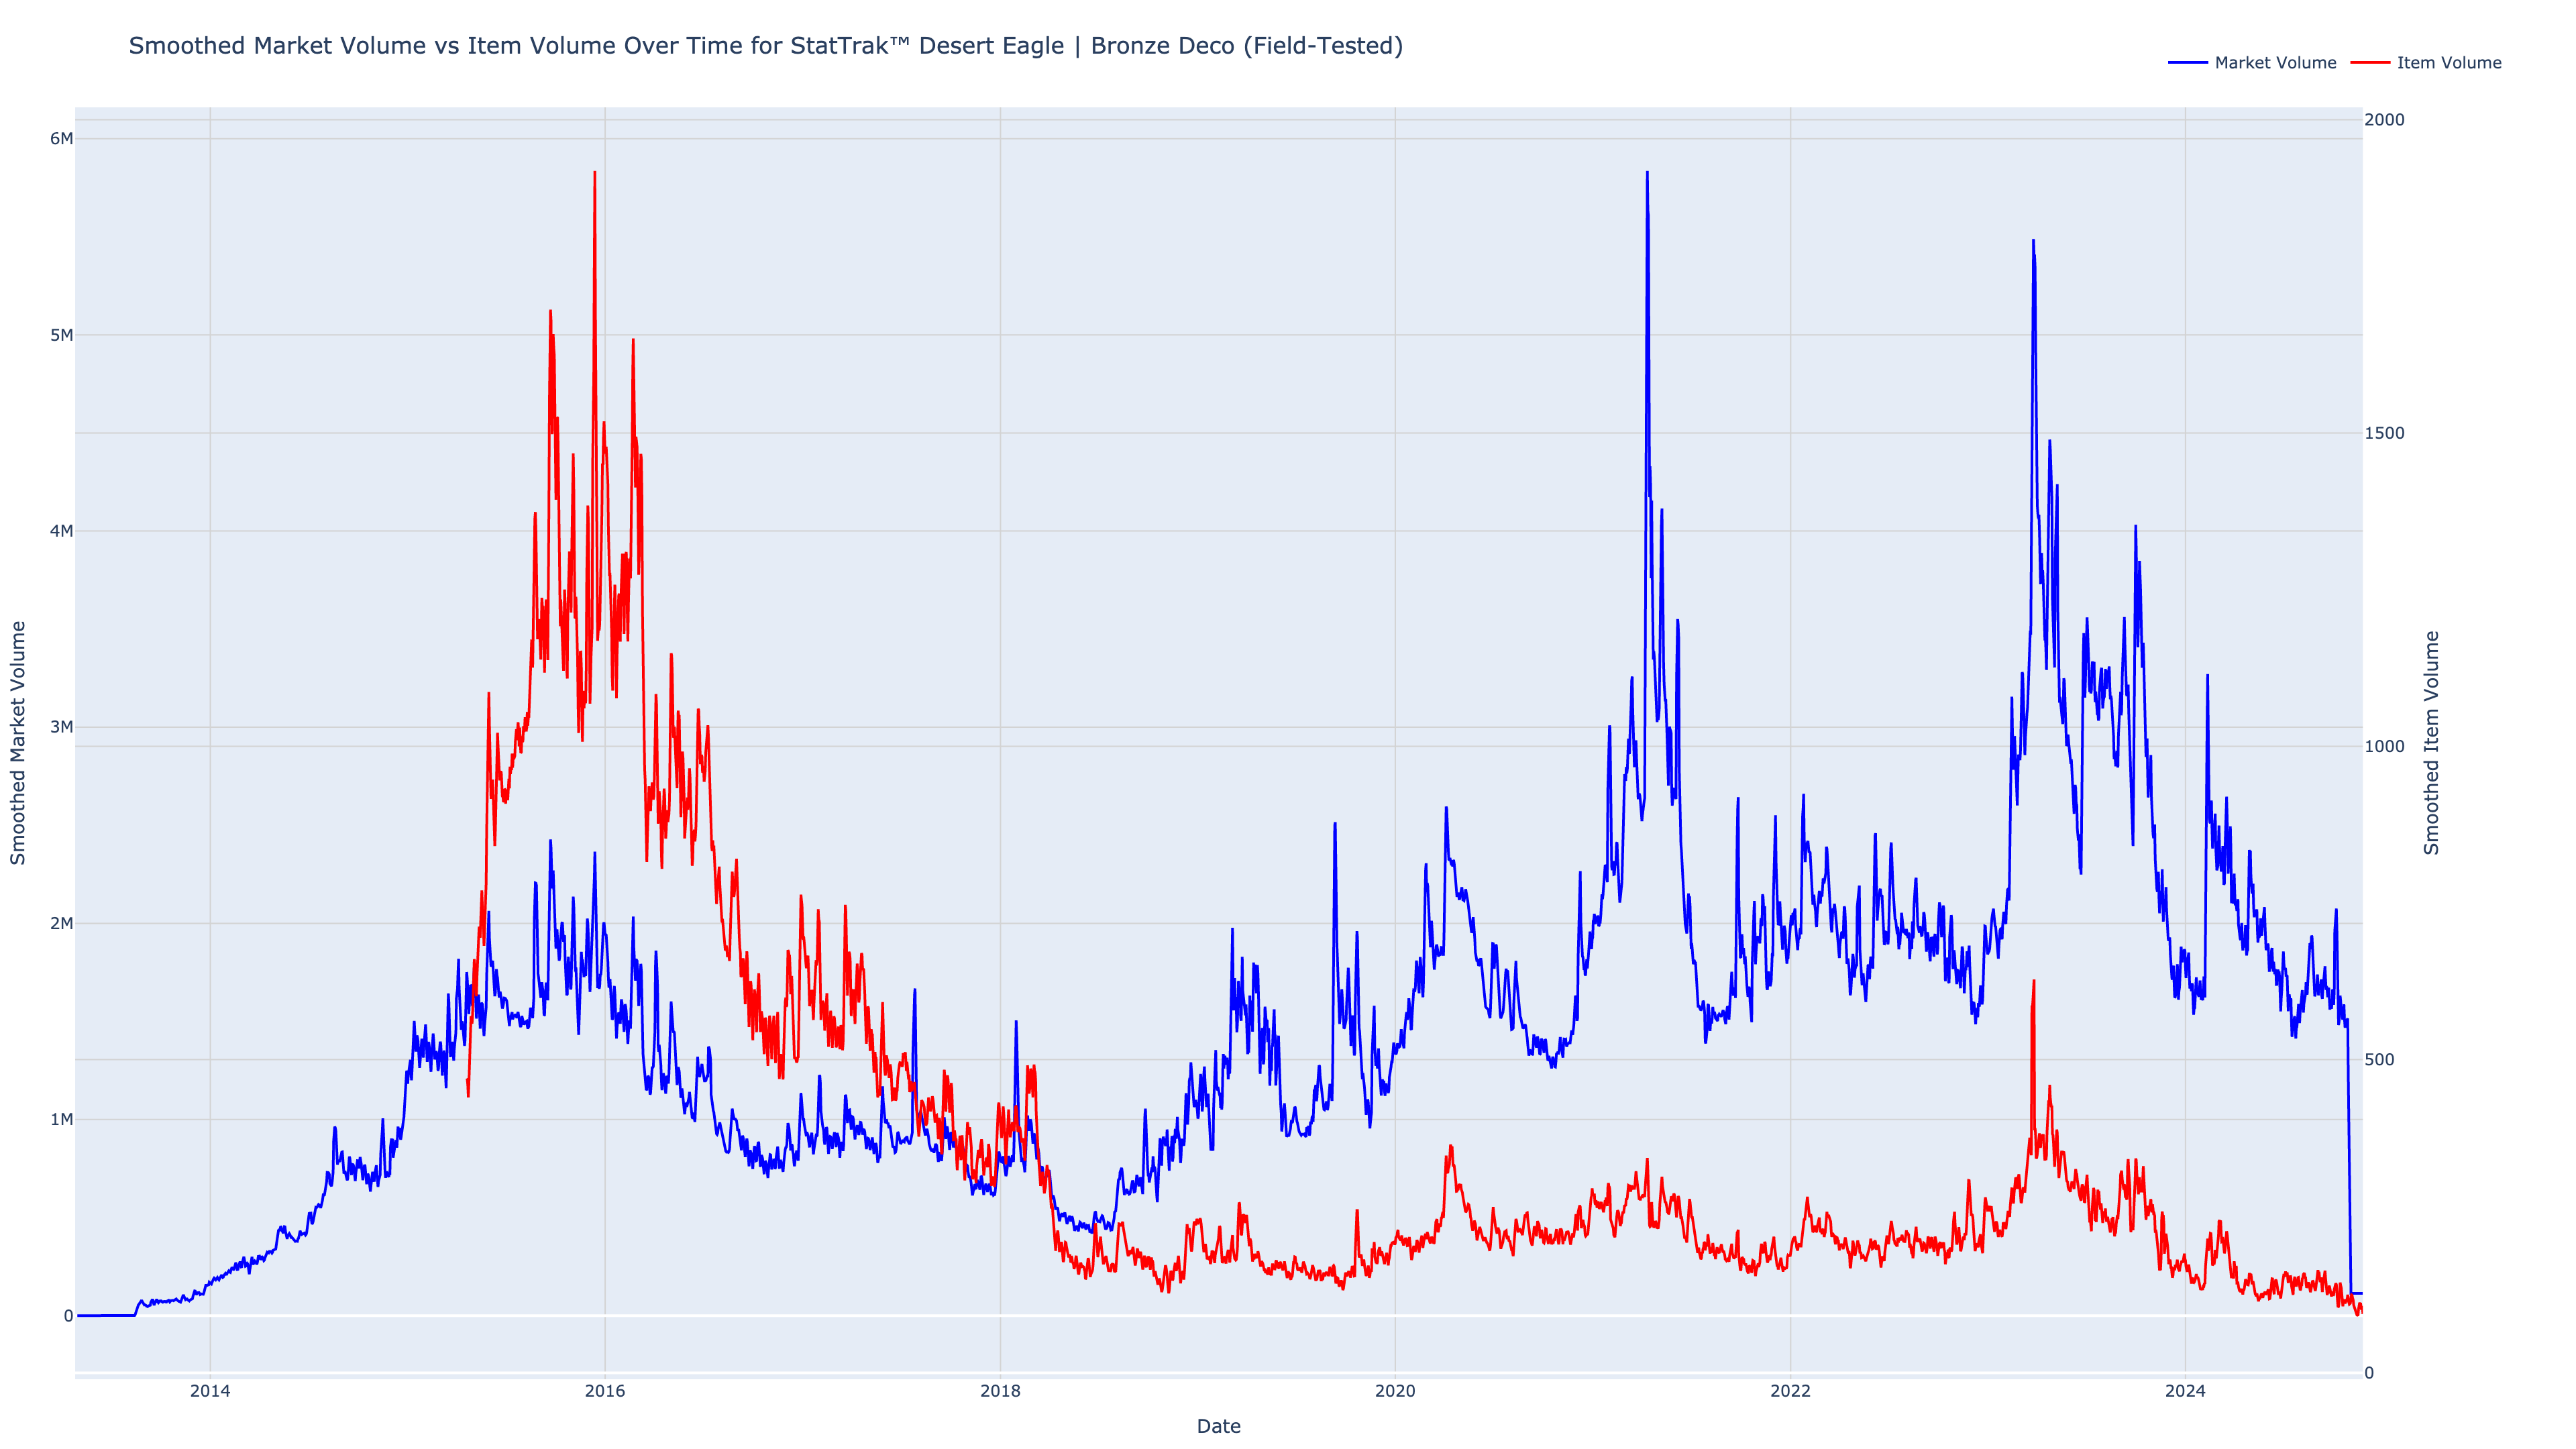 Smoothed Market Volume vs Item Volume Over Time for StatTrak™ Desert Eagle | Bronze Deco (Field-Tested)
Market Volume
Item Volume
6M
5M
4M
3M
2M
1M
0
Smoothed Market Volume
2000
1500
1000
500
0
Smoothed Item Volume
2014
2016
2018
2020
2022
2024
Date